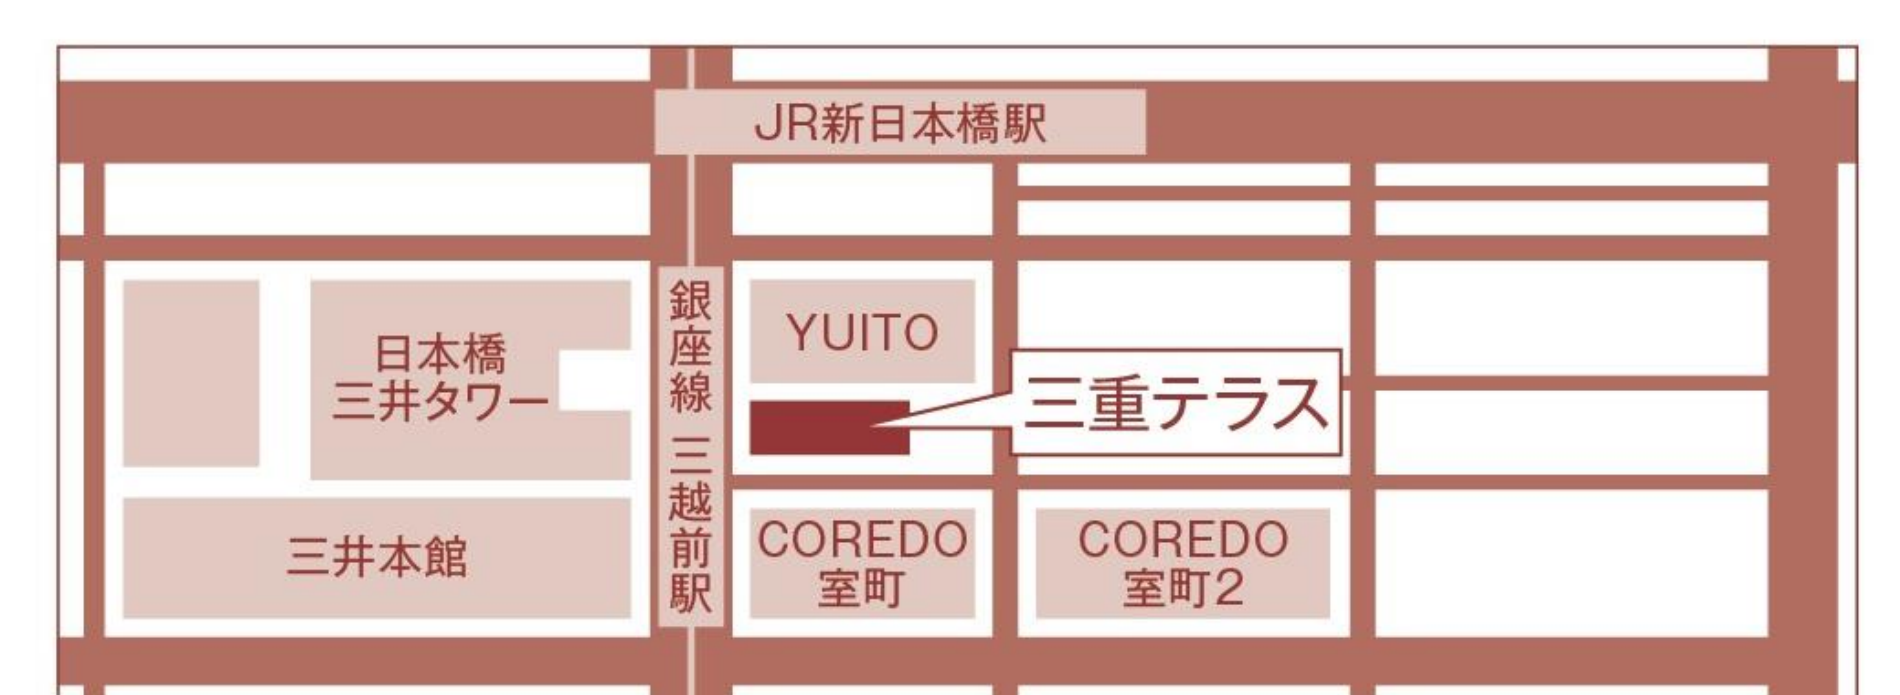 JR新日本橋駅
銀座線 三越前駅
YUITO
日本橋
三井タワー
三重テラス
三井本館
COREDO
室町
COREDO
室町2